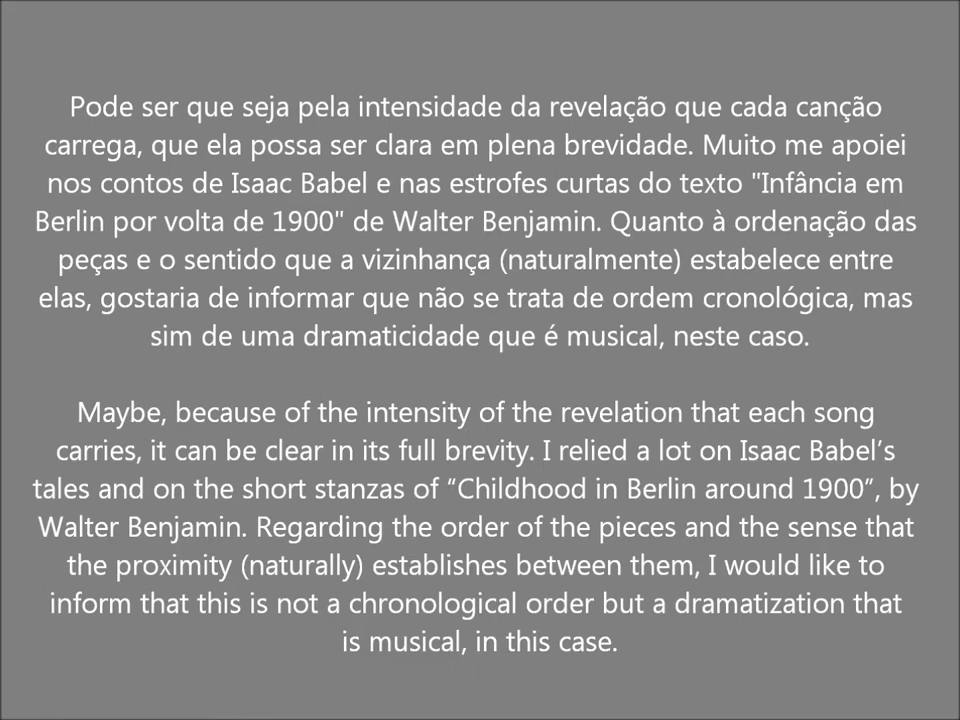 Pode ser que seja pela intensidade da revelação que cada canção
carrega, que ela possa ser clara em plena brevidade. Muito me apoiei
nos contos de Isaac Babel e nas estrofes curtas do texto "Infância em
Berlin por volta de 1900" de Walter Benjamin. Quanto à ordenação das
peças e o sentido que a vizinhança (naturalmente) estabelece entre
elas, gostaria de informar que não se trata de ordem cronológica, mas
sim de uma dramaticidade que é musical, neste caso.
Maybe, because of the intensity of the revelation that each song
carries, it can be clear in its full brevity. I relied a lot on Isaac Babel’s
tales and on the short stanzas of “Childhood in Berlin around 1900”, by
Walter Benjamin. Regarding the order of the pieces and the sense that
the proximity (naturally) establishes between them, I would like to
inform that this is not a chronological order but a dramatization that
is musical, in this case.